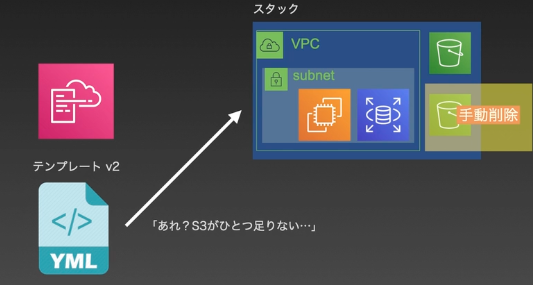 スタック
VPC
subnet
手動削除
テンプレート v2
「あれ？S3がひとつ足りない…」
YML